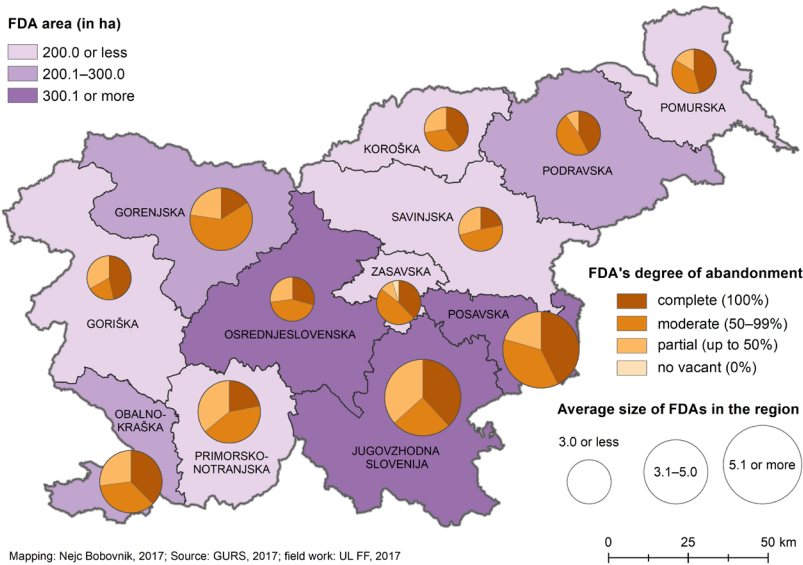 FDA area (in ha)
200.0 or less
200.1–300.0
300.1 or more
POMURSKA
KOROŠKA
PODRAVSKA
GORENJSKA
SAVINJSKA
ZASAVSKA
GORIŠKA
OSREDNJESLOVENSKA
POSAVSKA
OBALNO-
KRAŠKA
PRIMORSKO-
NOTRANJSKA
JUGOVZHODNA
SLOVENIJA
FDA's degree of abandonment
complete (100%)
moderate (50–99%)
partial (up to 50%)
no vacant (0%)
Average size of FDAs in the region
3.0 or less
3.1–5.0
5.1 or more
0 25 50 km
Mapping: Nejc Bobovnik, 2017; Source: GURS, 2017; field work: UL FF, 2017